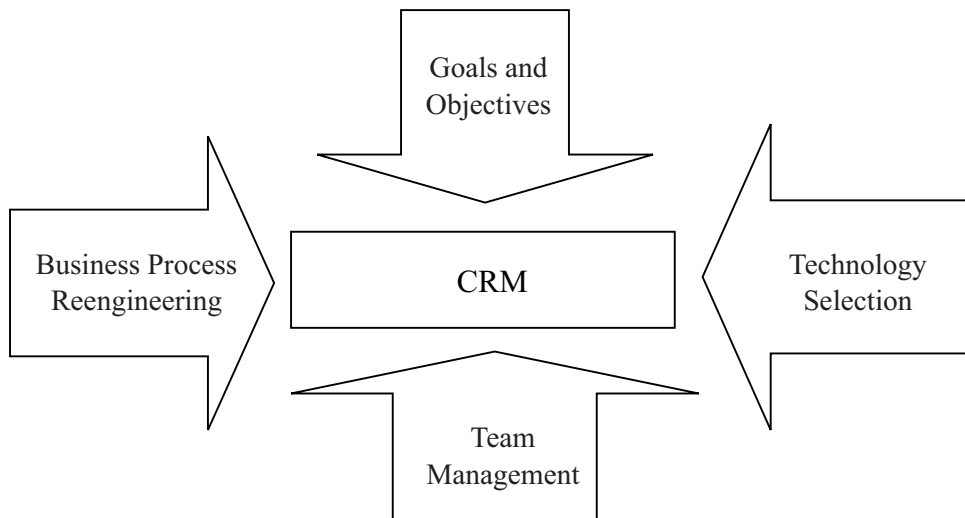 Goals and
Objectives
Business Process
Reengineering
CRM
Technology
Selection
Team
Management